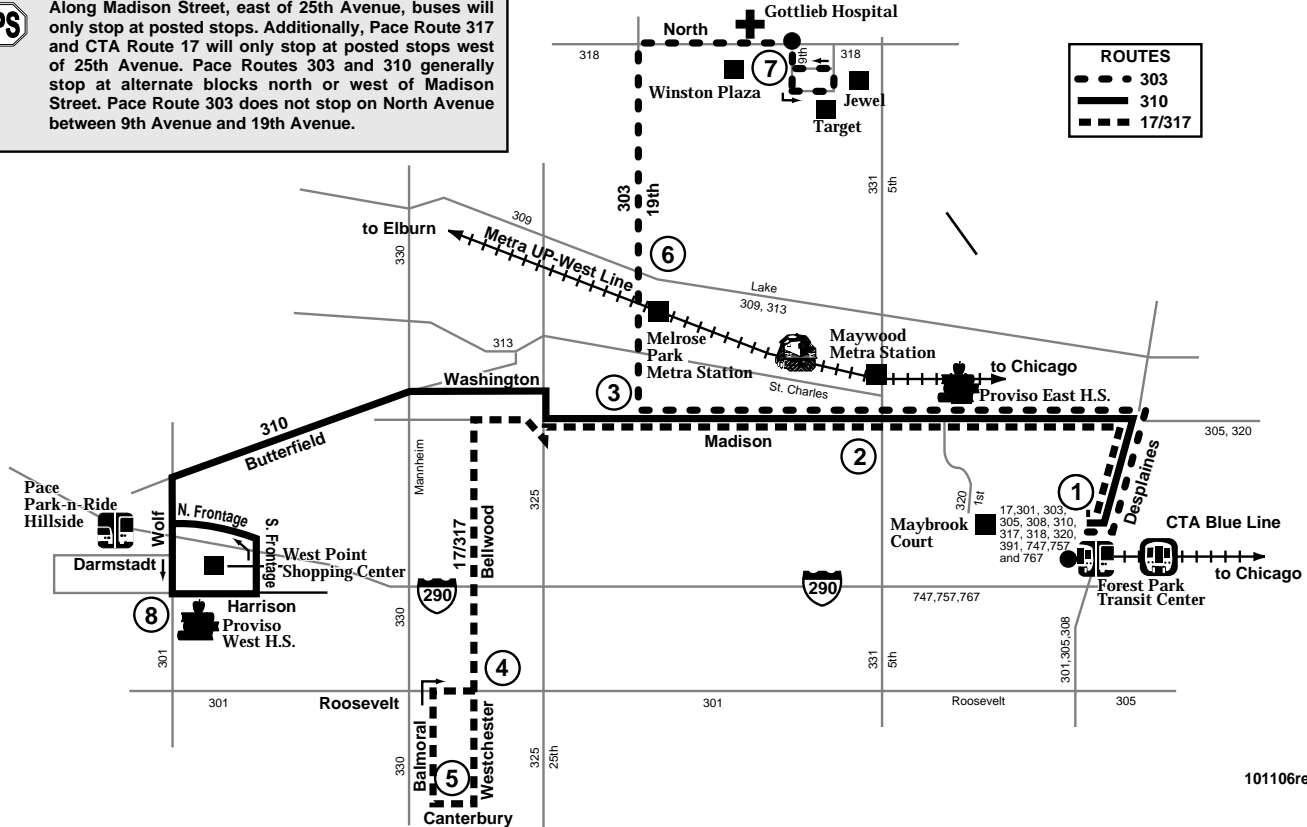 PS
Along Madison Street, east of 25th Avenue, buses will
only stop at posted stops. Additionally, Pace Route 317
and CTA Route 17 will only stop at posted stops west
of 25th Avenue. Pace Routes 303 and 310 generally
stop at alternate blocks north or west of Madison
Street. Pace Route 303 does not stop on North Avenue
between 9th Avenue and 19th Avenue.
Gottlieb Hospital
North
318
9th
318
7
Winston Plaza
Jewel
Target
ROUTES
303
310
17/317
303
19th
331
5th
309
to Elburn
Metra UP-West Line
330
6
Lake
309, 313
Melrose
Park
Metra Station
Maywood
Metra Station
to Chicago
313
St. Charles
Proviso East H.S.
Washington
3
310
Butterfield
Madison
305, 320
2
Mannheim
325
Pace
Park-n-Ride
Hillside
Wolf
N. Frontage
S. Frontage
17/317
Bellwood
320
1st
1
Desplaines
Maybrook
Court
17,301, 303,
305, 308, 310,
317, 318, 320,
391, 747,757
and 767
CTA Blue Line
to Chicago
Darmstadt
West Point
Shopping Center
290
290
747,757,767
Forest Park
Transit Center
8
Harrison
Proviso
West H.S.
330
301
331
5th
301,305,308
4
301
Roosevelt
301
Roosevelt
305
330
Balmoral
Westchester
325
25th
5
Canterbury
101106re